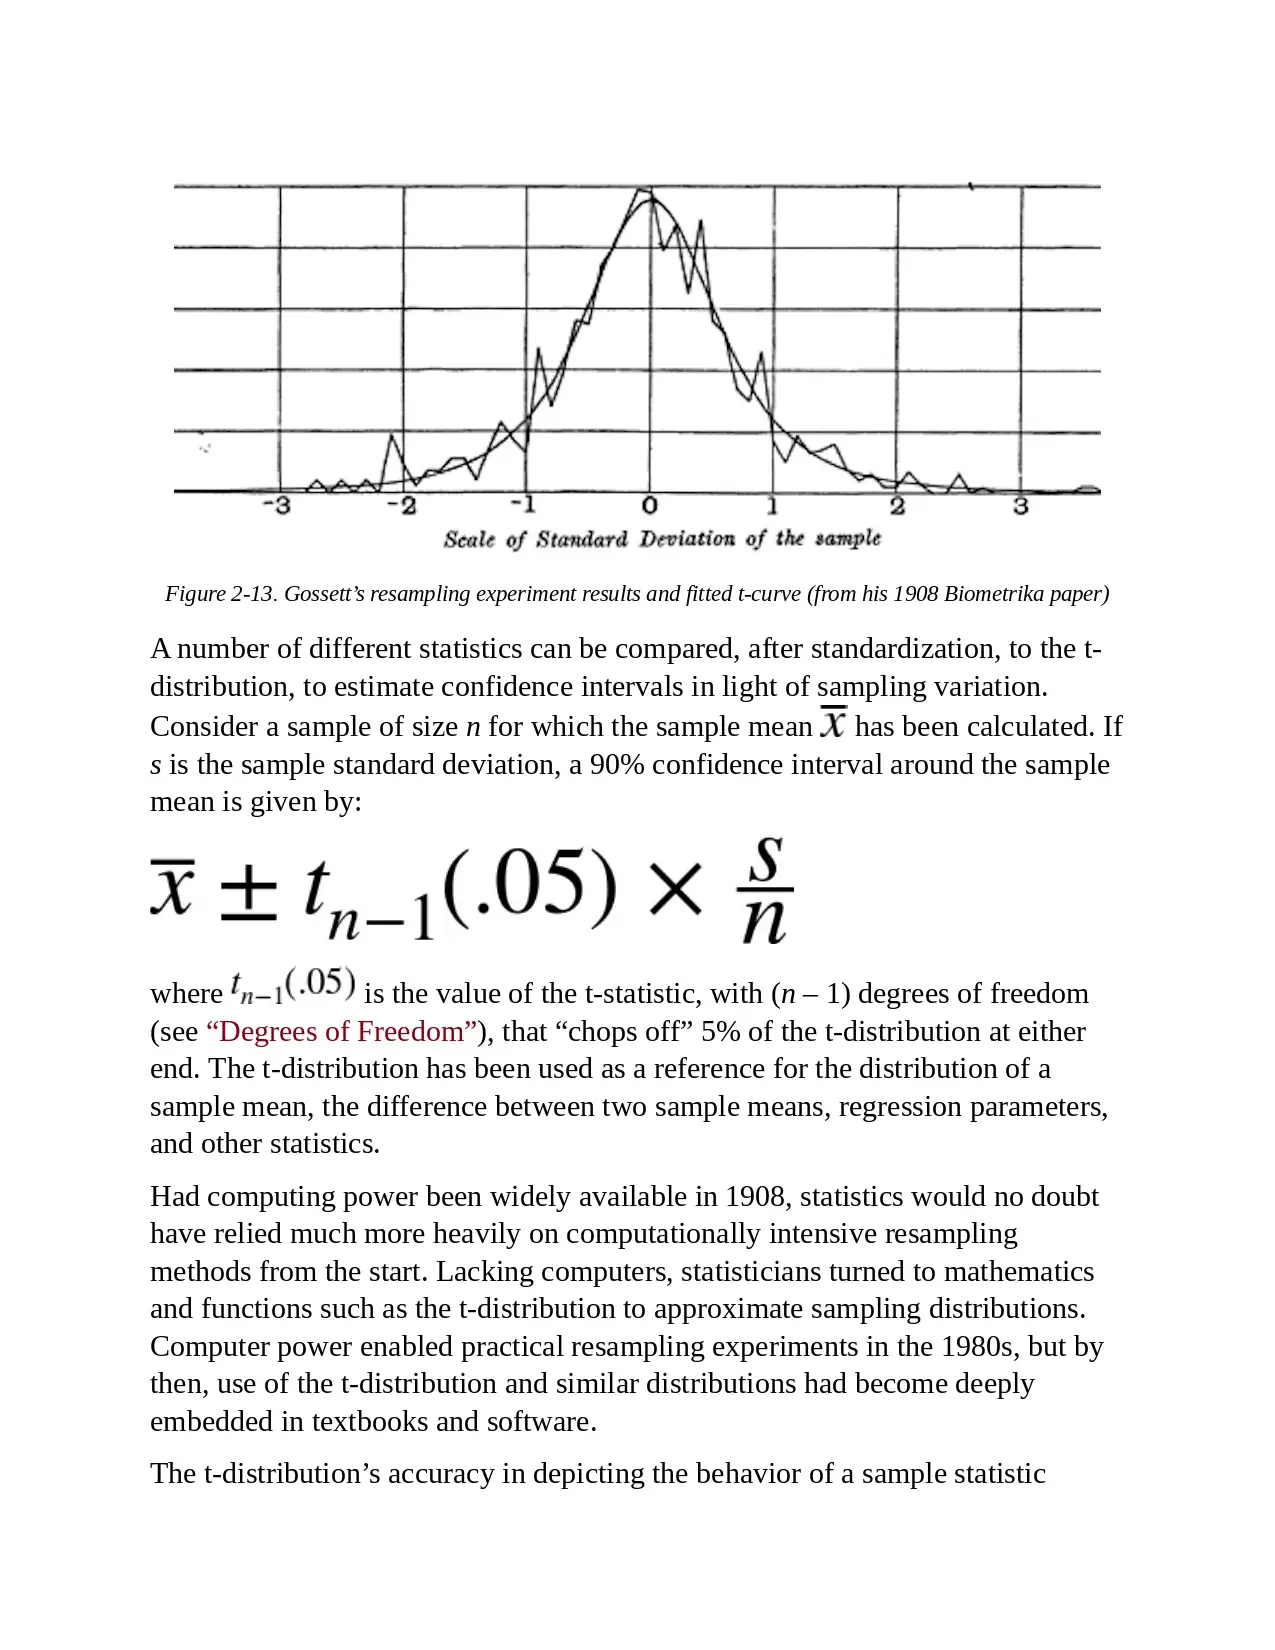 -3 -2 -1 0 1 2 3
Scale of Standard Deviation of the sample
Figure 2-13. Gossett’s resampling experiment results and fitted t-curve (from his 1908 Biometrika paper)
A number of different statistics can be compared, after standardization, to the t-
distribution, to estimate confidence intervals in light of sampling variation.
Consider a sample of size n for which the sample mean x̅ has been calculated. If
s is the sample standard deviation, a 90% confidence interval around the sample
mean is given by:
x̅ ± tₙ₋₁(.05) × s/n
where tₙ₋₁(.05) is the value of the t-statistic, with (n – 1) degrees of freedom
(see “Degrees of Freedom”), that “chops off” 5% of the t-distribution at either
end. The t-distribution has been used as a reference for the distribution of a
sample mean, the difference between two sample means, regression parameters,
and other statistics.
Had computing power been widely available in 1908, statistics would no doubt
have relied much more heavily on computationally intensive resampling
methods from the start. Lacking computers, statisticians turned to mathematics
and functions such as the t-distribution to approximate sampling distributions.
Computer power enabled practical resampling experiments in the 1980s, but by
then, use of the t-distribution and similar distributions had become deeply
embedded in textbooks and software.
The t-distribution’s accuracy in depicting the behavior of a sample statistic